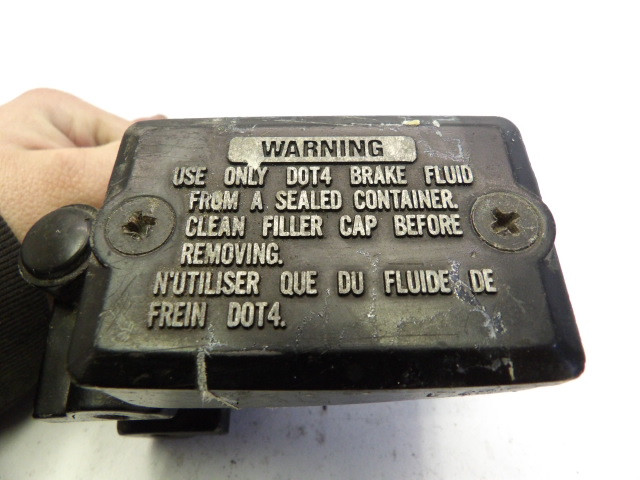 WARNING
USE ONLY DOT4 BRAKE FLUID
FROM A SEALED CONTAINER.
CLEAN FILLER CAP BEFORE
REMOVING.
N'UTILISER QUE DU FLUIDE DE
FREIN DOT4.